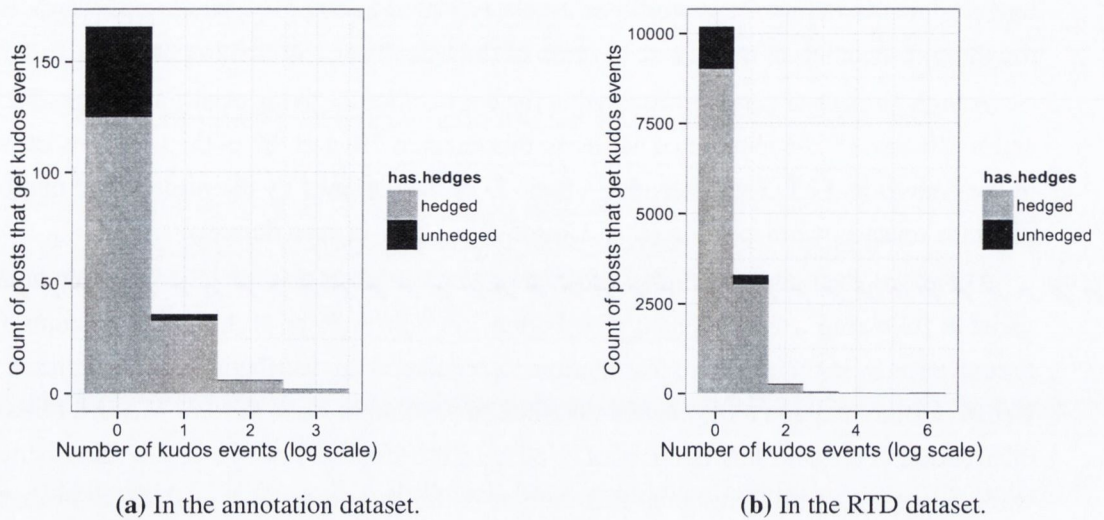 Count of posts that get kudos events
150
100
50
0
0 1 2 3
Number of kudos events (log scale)
has.hedges
hedged
unhedged
(a) In the annotation dataset.
Count of posts that get kudos events
10000
7500
5000
2500
0
0 2 4 6
Number of kudos events (log scale)
has.hedges
hedged
unhedged
(b) In the RTD dataset.